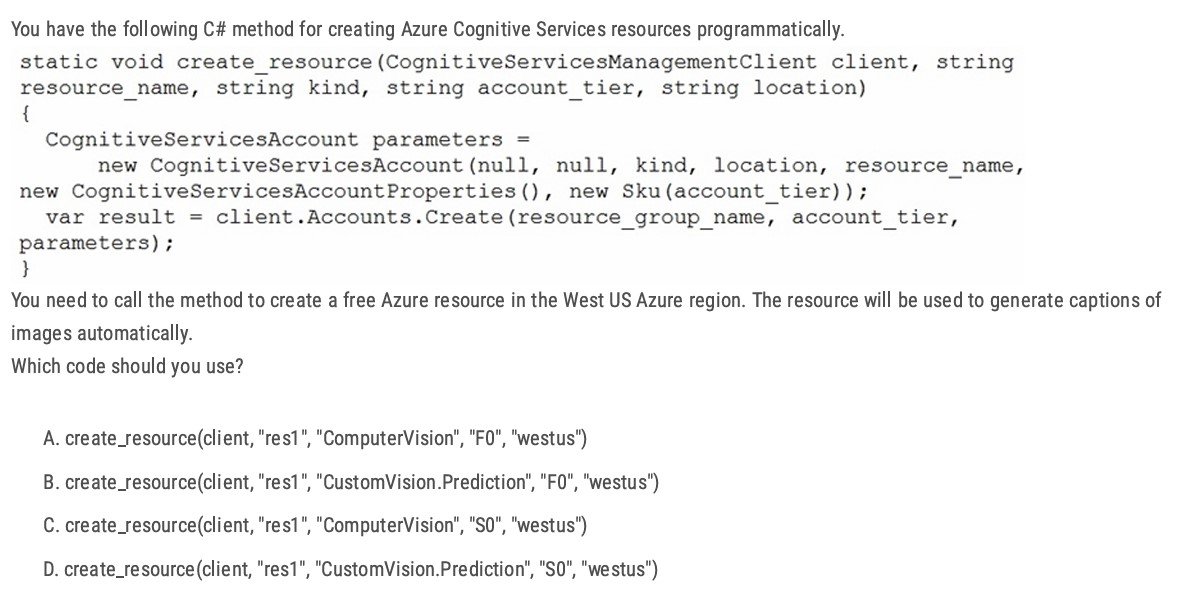 You have the following C# method for creating Azure Cognitive Services resources programmatically.
static void create_resource(CognitiveServicesManagementClient client, string
resource_name, string kind, string account_tier, string location)
{
CognitiveServicesAccount parameters =
new CognitiveServicesAccount(null, null, kind, location, resource_name,
new CognitiveServicesAccountProperties(), new Sku(account_tier));
var result = client.Accounts.Create(resource_group_name, account_tier,
parameters);
}
You need to call the method to create a free Azure resource in the West US Azure region. The resource will be used to generate captions of
images automatically.
Which code should you use?
A. create_resource(client, "res1", "ComputerVision", "F0", "westus")
B. create_resource(client, "res1", "CustomVision.Prediction", "F0", "westus")
C. create_resource(client, "res1", "ComputerVision", "S0", "westus")
D. create_resource(client, "res1", "CustomVision.Prediction", "S0", "westus")